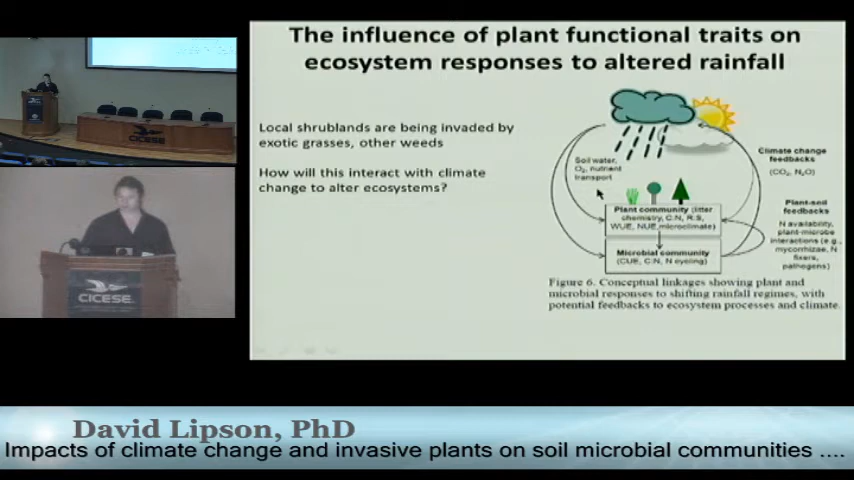 The influence of plant functional traits on
ecosystem responses to altered rainfall
Local shrublands are being invaded by
exotic grasses, other weeds
How will this interact with climate
change to alter ecosystems?
Soil water,
O₂, nutrient
transport
Climate change
feedbacks
(CO₂, N₂O)
Plant community (litter
chemistry, C:N, R:S,
WUE, NUE, microclimate)
Plant-soil
feedbacks
N availability,
plant-microbe
interactions (e.g.,
mycorrhizae, N
fixers,
pathogens)
Microbial community
(CUE, C:N, N cycling)
Figure 6. Conceptual linkages showing plant and
microbial responses to shifting rainfall regimes, with
potential feedbacks to ecosystem processes and climate.
CICESE
CICESE
David Lipson, PhD
Impacts of climate change and invasive plants on soil microbial communities ....